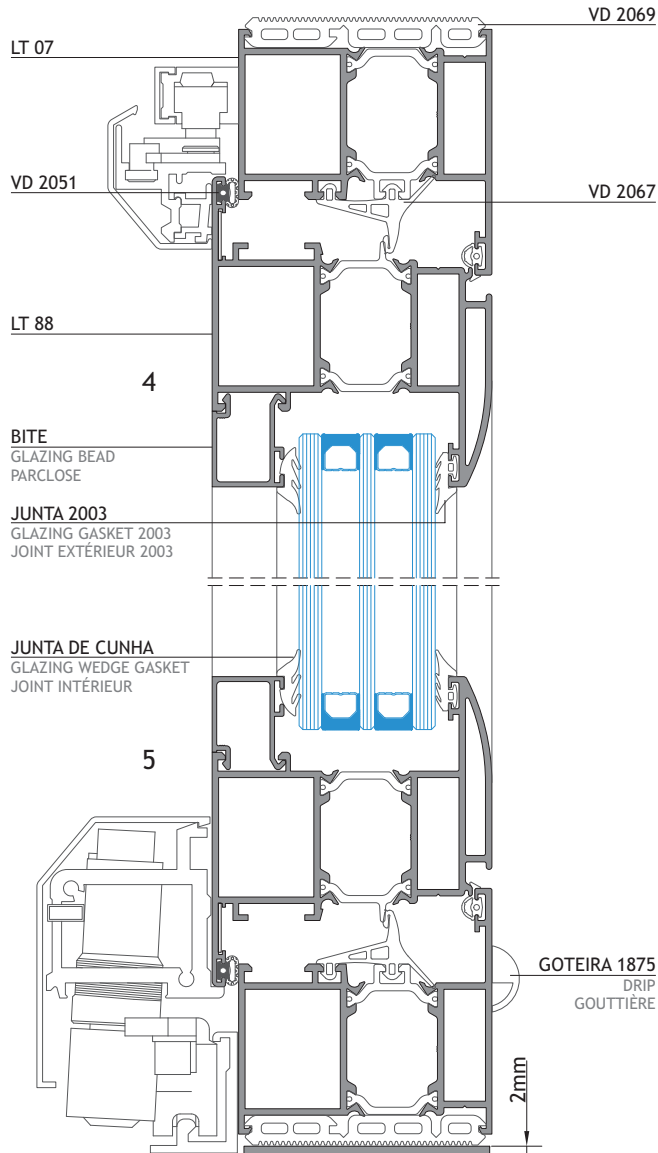 VD 2069
LT 07
VD 2051
VD 2067
LT 88
4
BITE
GLAZING BEAD
PARCLOSE
JUNTA 2003
GLAZING GASKET 2003
JOINT EXTÉRIEUR 2003
JUNTA DE CUNHA
GLAZING WEDGE GASKET
JOINT INTÉRIEUR
5
GOTEIRA 1875
DRIP
GOUTTIÈRE
2mm